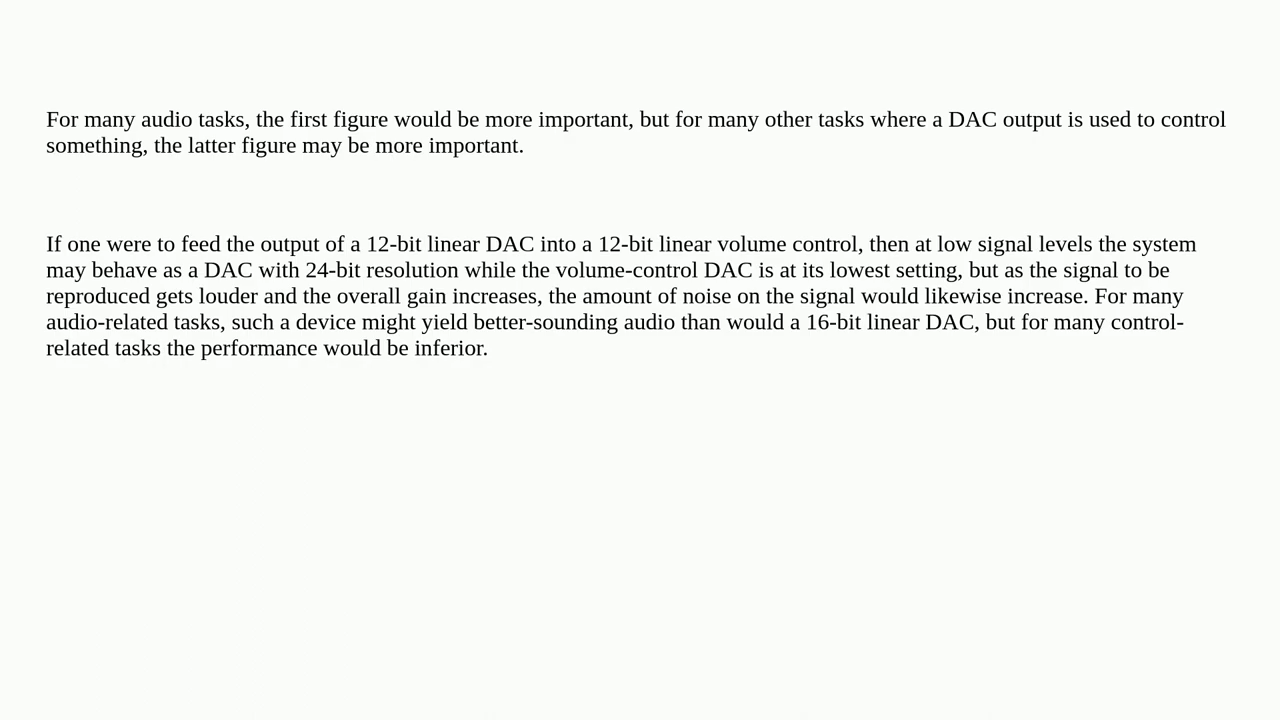 For many audio tasks, the first figure would be more important, but for many other tasks where a DAC output is used to control
something, the latter figure may be more important.
If one were to feed the output of a 12-bit linear DAC into a 12-bit linear volume control, then at low signal levels the system
may behave as a DAC with 24-bit resolution while the volume-control DAC is at its lowest setting, but as the signal to be
reproduced gets louder and the overall gain increases, the amount of noise on the signal would likewise increase. For many
audio-related tasks, such a device might yield better-sounding audio than would a 16-bit linear DAC, but for many control-
related tasks the performance would be inferior.